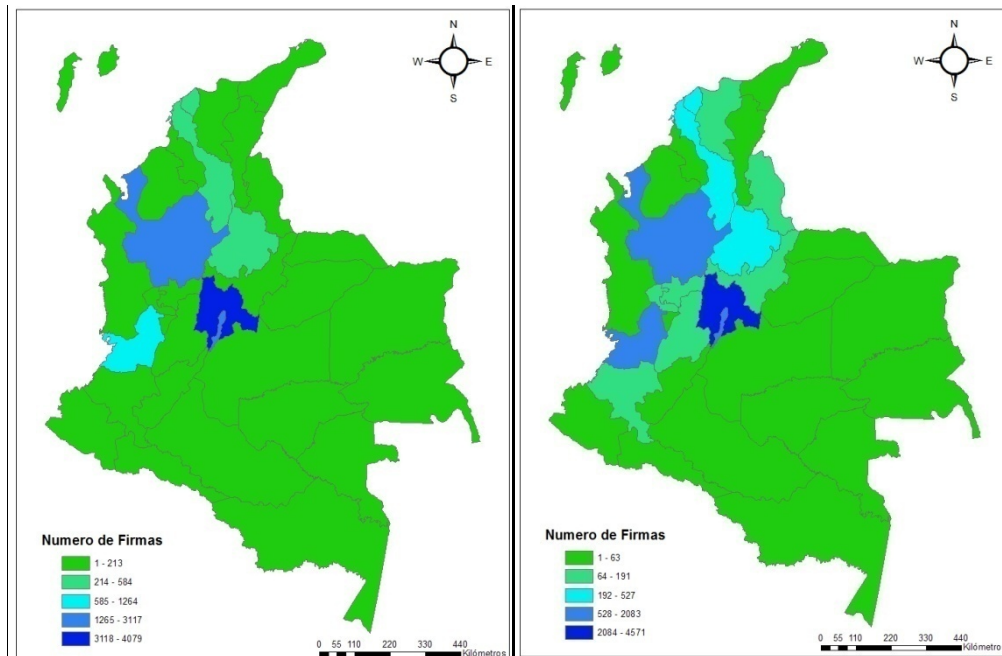 N
W E
S
Numero de Firmas
1 - 213
214 - 584
585 - 1264
1265 - 3117
3118 - 4079
0 55 110 220 330 440
Kilómetros
N
W E
S
Numero de Firmas
1 - 63
64 - 191
192 - 527
528 - 2083
2084 - 4571
0 55 110 220 330 440
Kilómetros